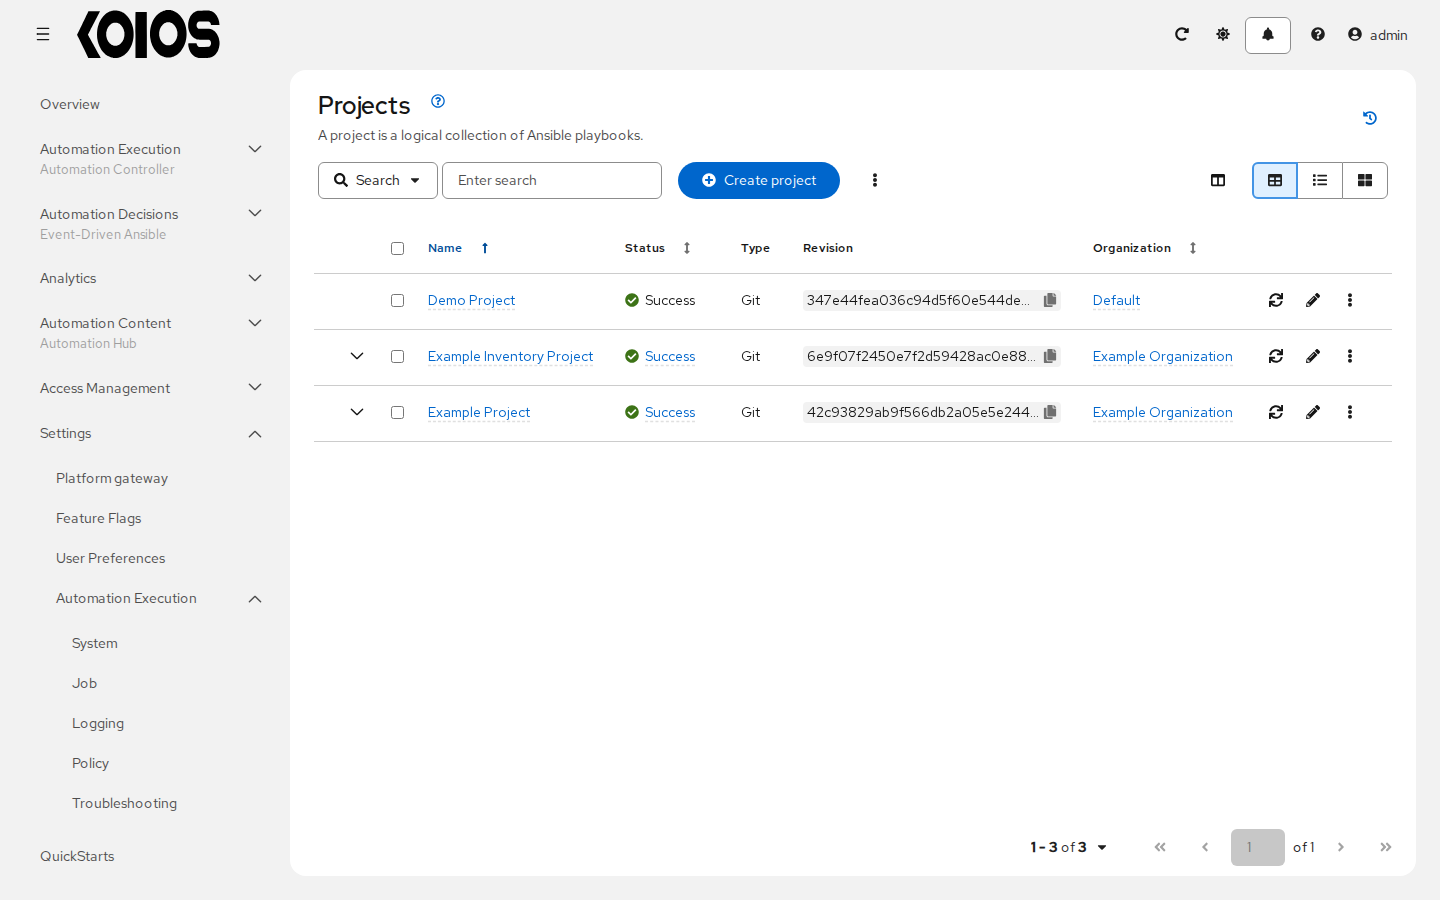 KOIOS
admin
Overview
Automation Execution
Automation Controller
Automation Decisions
Event-Driven Ansible
Analytics
Automation Content
Automation Hub
Access Management
Settings
Platform gateway
Feature Flags
User Preferences
Automation Execution
System
Job
Logging
Policy
Troubleshooting
QuickStarts
Projects
A project is a logical collection of Ansible playbooks.
Search Enter search Create project
Name Status Type Revision Organization
Demo Project Success Git 347e44fea036c94d5f60e544de... Default
Example Inventory Project Success Git 6e9f07f2450e7f2d59428ac0e88... Example Organization
Example Project Success Git 42c93829ab9f566db2a05e5e244... Example Organization
1 - 3 of 3 1 of 1